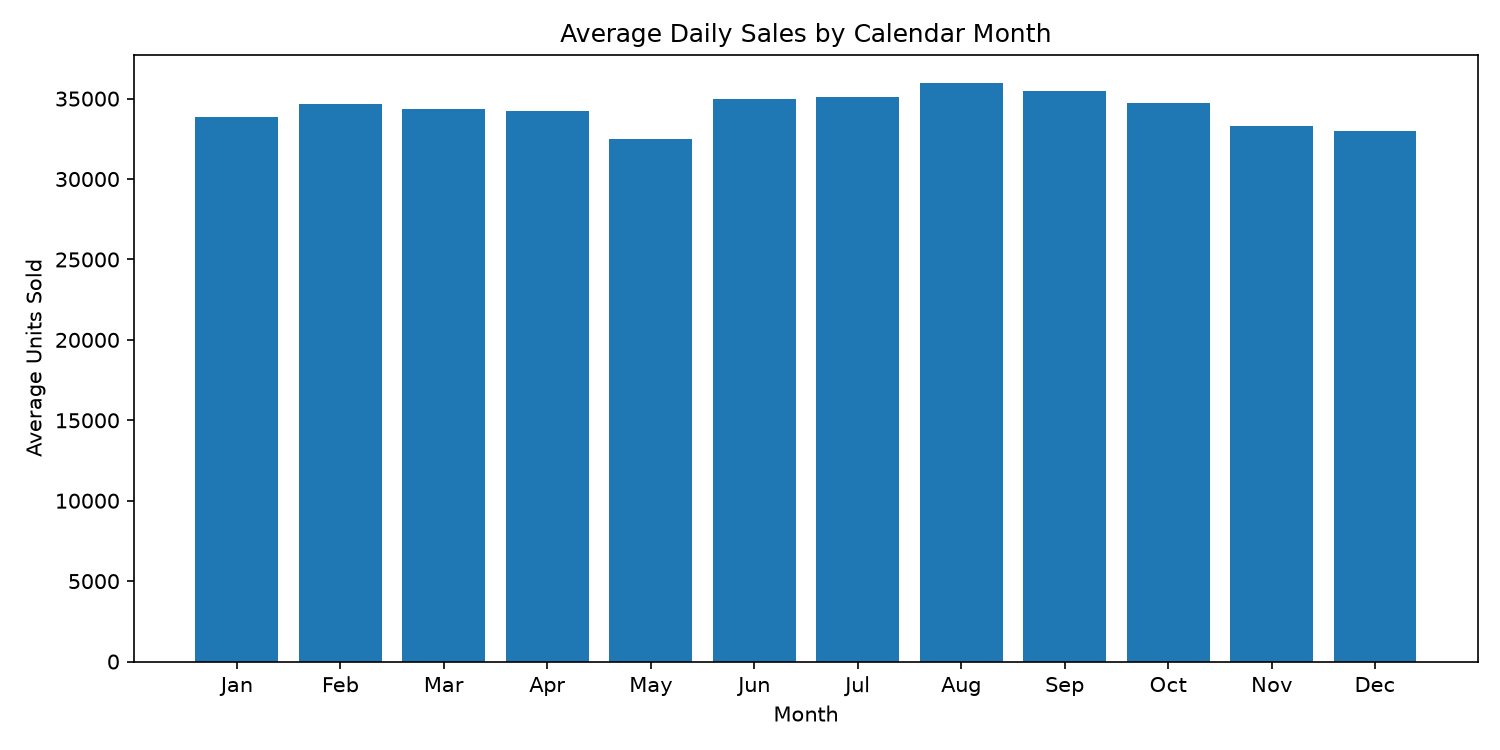 Average Daily Sales by Calendar Month
Average Units Sold
35000
30000
25000
20000
15000
10000
5000
0
Jan Feb Mar Apr May Jun Jul Aug Sep Oct Nov Dec
Month